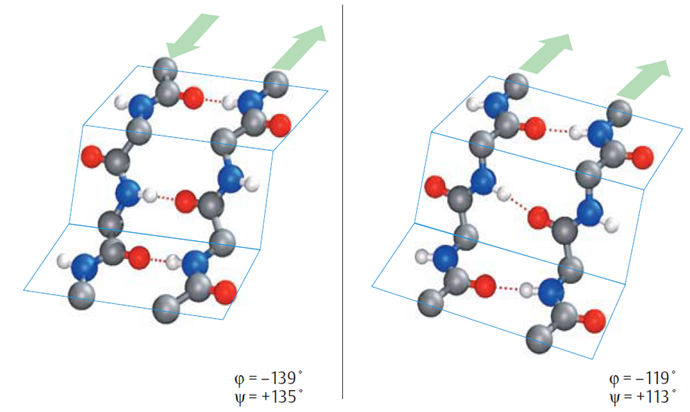 φ = –139˚
ψ = +135˚
φ = –119˚
ψ = +113˚